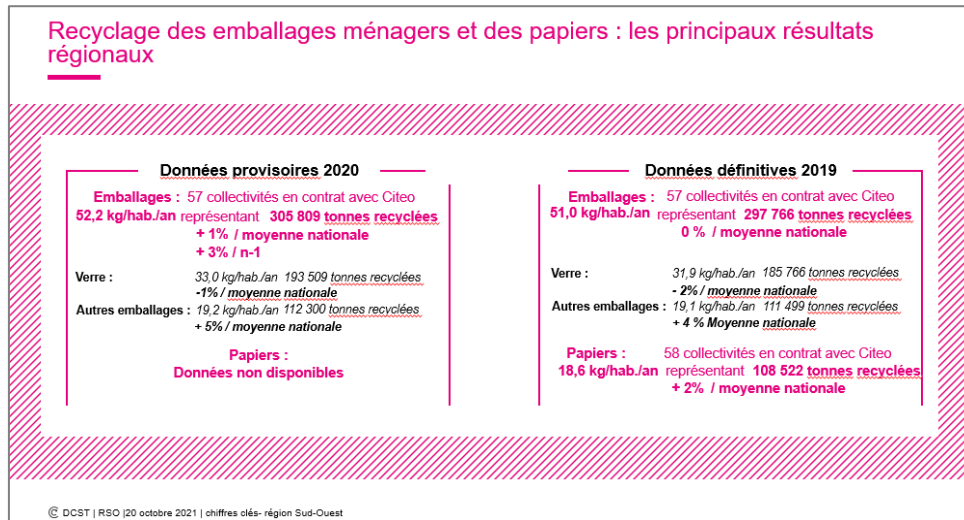 Recyclage des emballages ménagers et des papiers : les principaux résultats
régionaux
Données provisoires 2020
Emballages : 57 collectivités en contrat avec Citeo
52,2 kg/hab./an représentant 305 809 tonnes recyclées
+ 1% / moyenne nationale
+ 3% / n-1
Verre : 33,0 kg/hab./an 193 509 tonnes recyclées
-1% / moyenne nationale
Autres emballages : 19,2 kg/hab./an 112 300 tonnes recyclées
+ 5% / moyenne nationale
Papiers :
Données non disponibles
Données définitives 2019
Emballages : 57 collectivités en contrat avec Citeo
51,0 kg/hab./an représentant 297 766 tonnes recyclées
0 % / moyenne nationale
Verre : 31,9 kg/hab./an 185 766 tonnes recyclées
- 2% / moyenne nationale
Autres emballages : 19,1 kg/hab./an 111 499 tonnes recyclées
+ 4 % Moyenne nationale
Papiers : 58 collectivités en contrat avec Citeo
18,6 kg/hab./an représentant 108 522 tonnes recyclées
+ 2% / moyenne nationale
DCST | RSO |20 octobre 2021 | chiffres clés- région Sud-Ouest